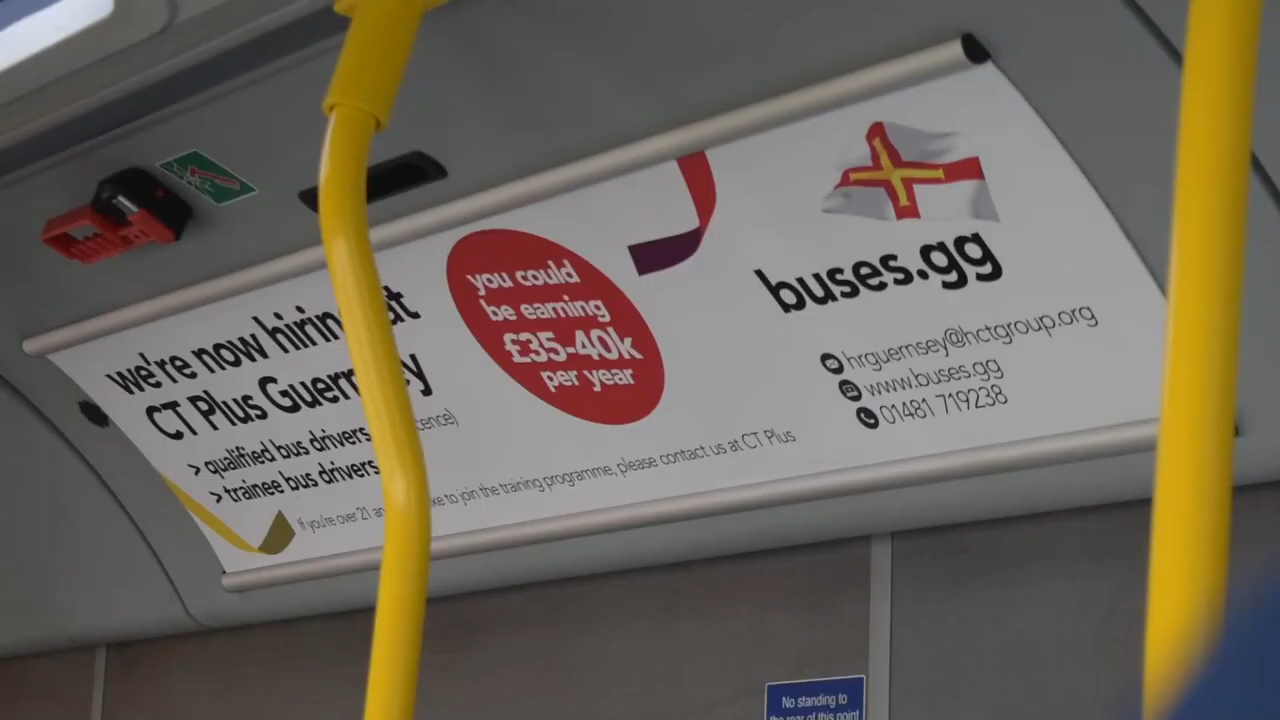 we're now hiring at
CT Plus Guernsey
> qualified bus drivers
> trainee bus drivers
If you're over 21 to join the training programme, please contact us at CT Plus
you could
be earning
£35-40k
per year
buses.gg
hrguernsey@hctgroup.org
www.buses.gg
01481 719238
No standing to
the rear of this point